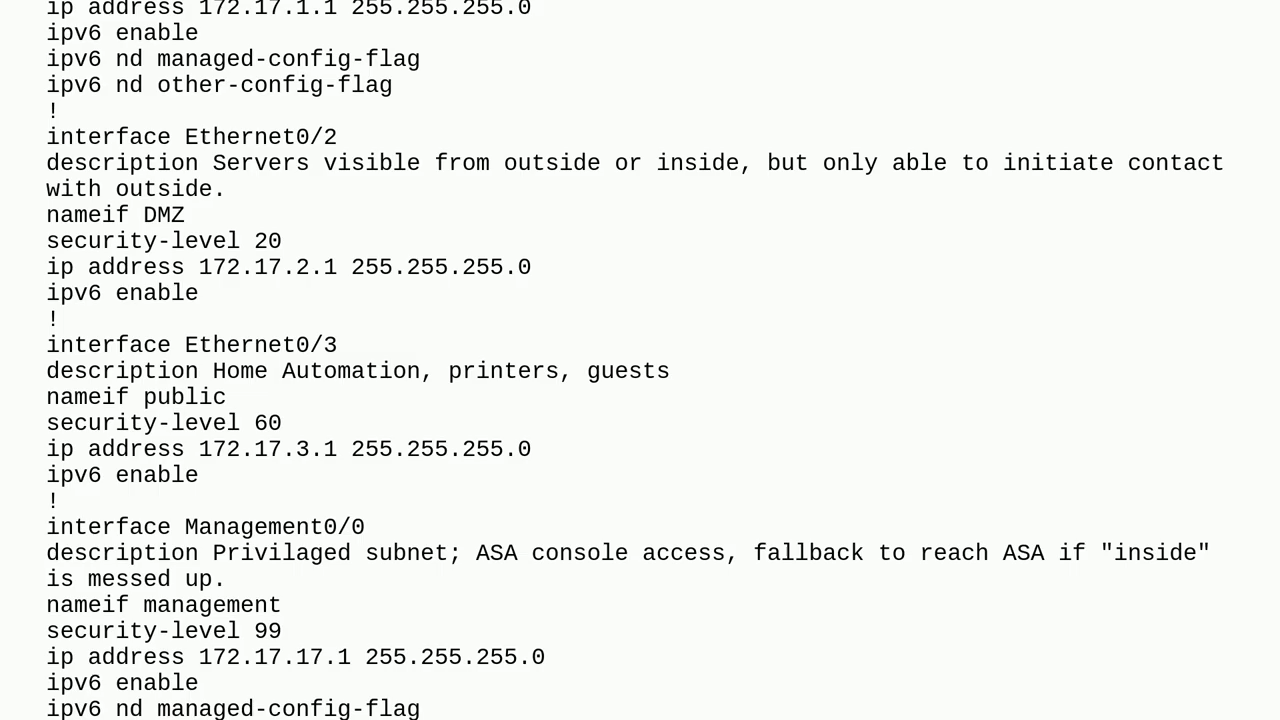 ip address 172.17.1.1 255.255.255.0
ipv6 enable
ipv6 nd managed-config-flag
ipv6 nd other-config-flag
!
interface Ethernet0/2
description Servers visible from outside or inside, but only able to initiate contact
with outside.
nameif DMZ
security-level 20
ip address 172.17.2.1 255.255.255.0
ipv6 enable
!
interface Ethernet0/3
description Home Automation, printers, guests
nameif public
security-level 60
ip address 172.17.3.1 255.255.255.0
ipv6 enable
!
interface Management0/0
description Privilaged subnet; ASA console access, fallback to reach ASA if "inside"
is messed up.
nameif management
security-level 99
ip address 172.17.17.1 255.255.255.0
ipv6 enable
ipv6 nd managed-config-flag